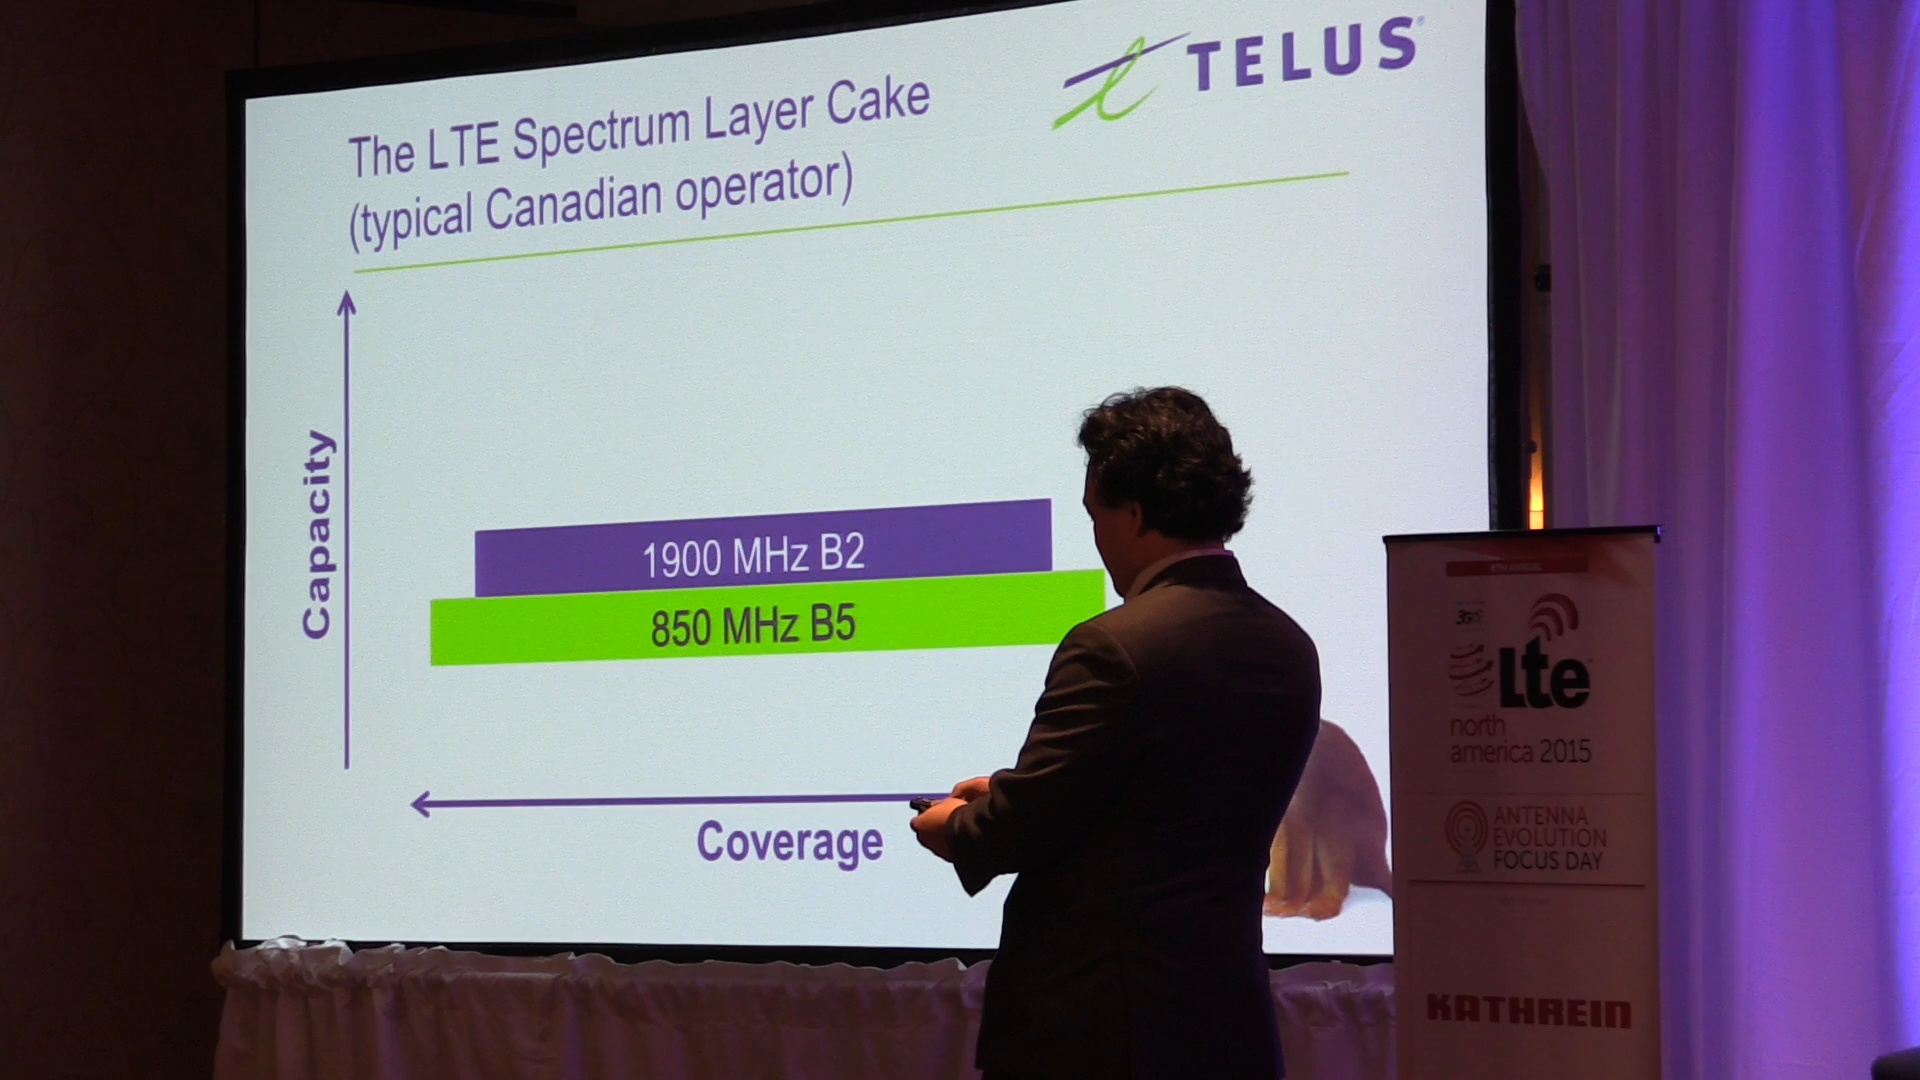 The LTE Spectrum Layer Cake
(typical Canadian operator)
TELUS
Capacity
1900 MHz B2
850 MHz B5
Coverage
Lte
north
america 2015
ANTENNA
EVOLUTION
FOCUS DAY
KATHREIN